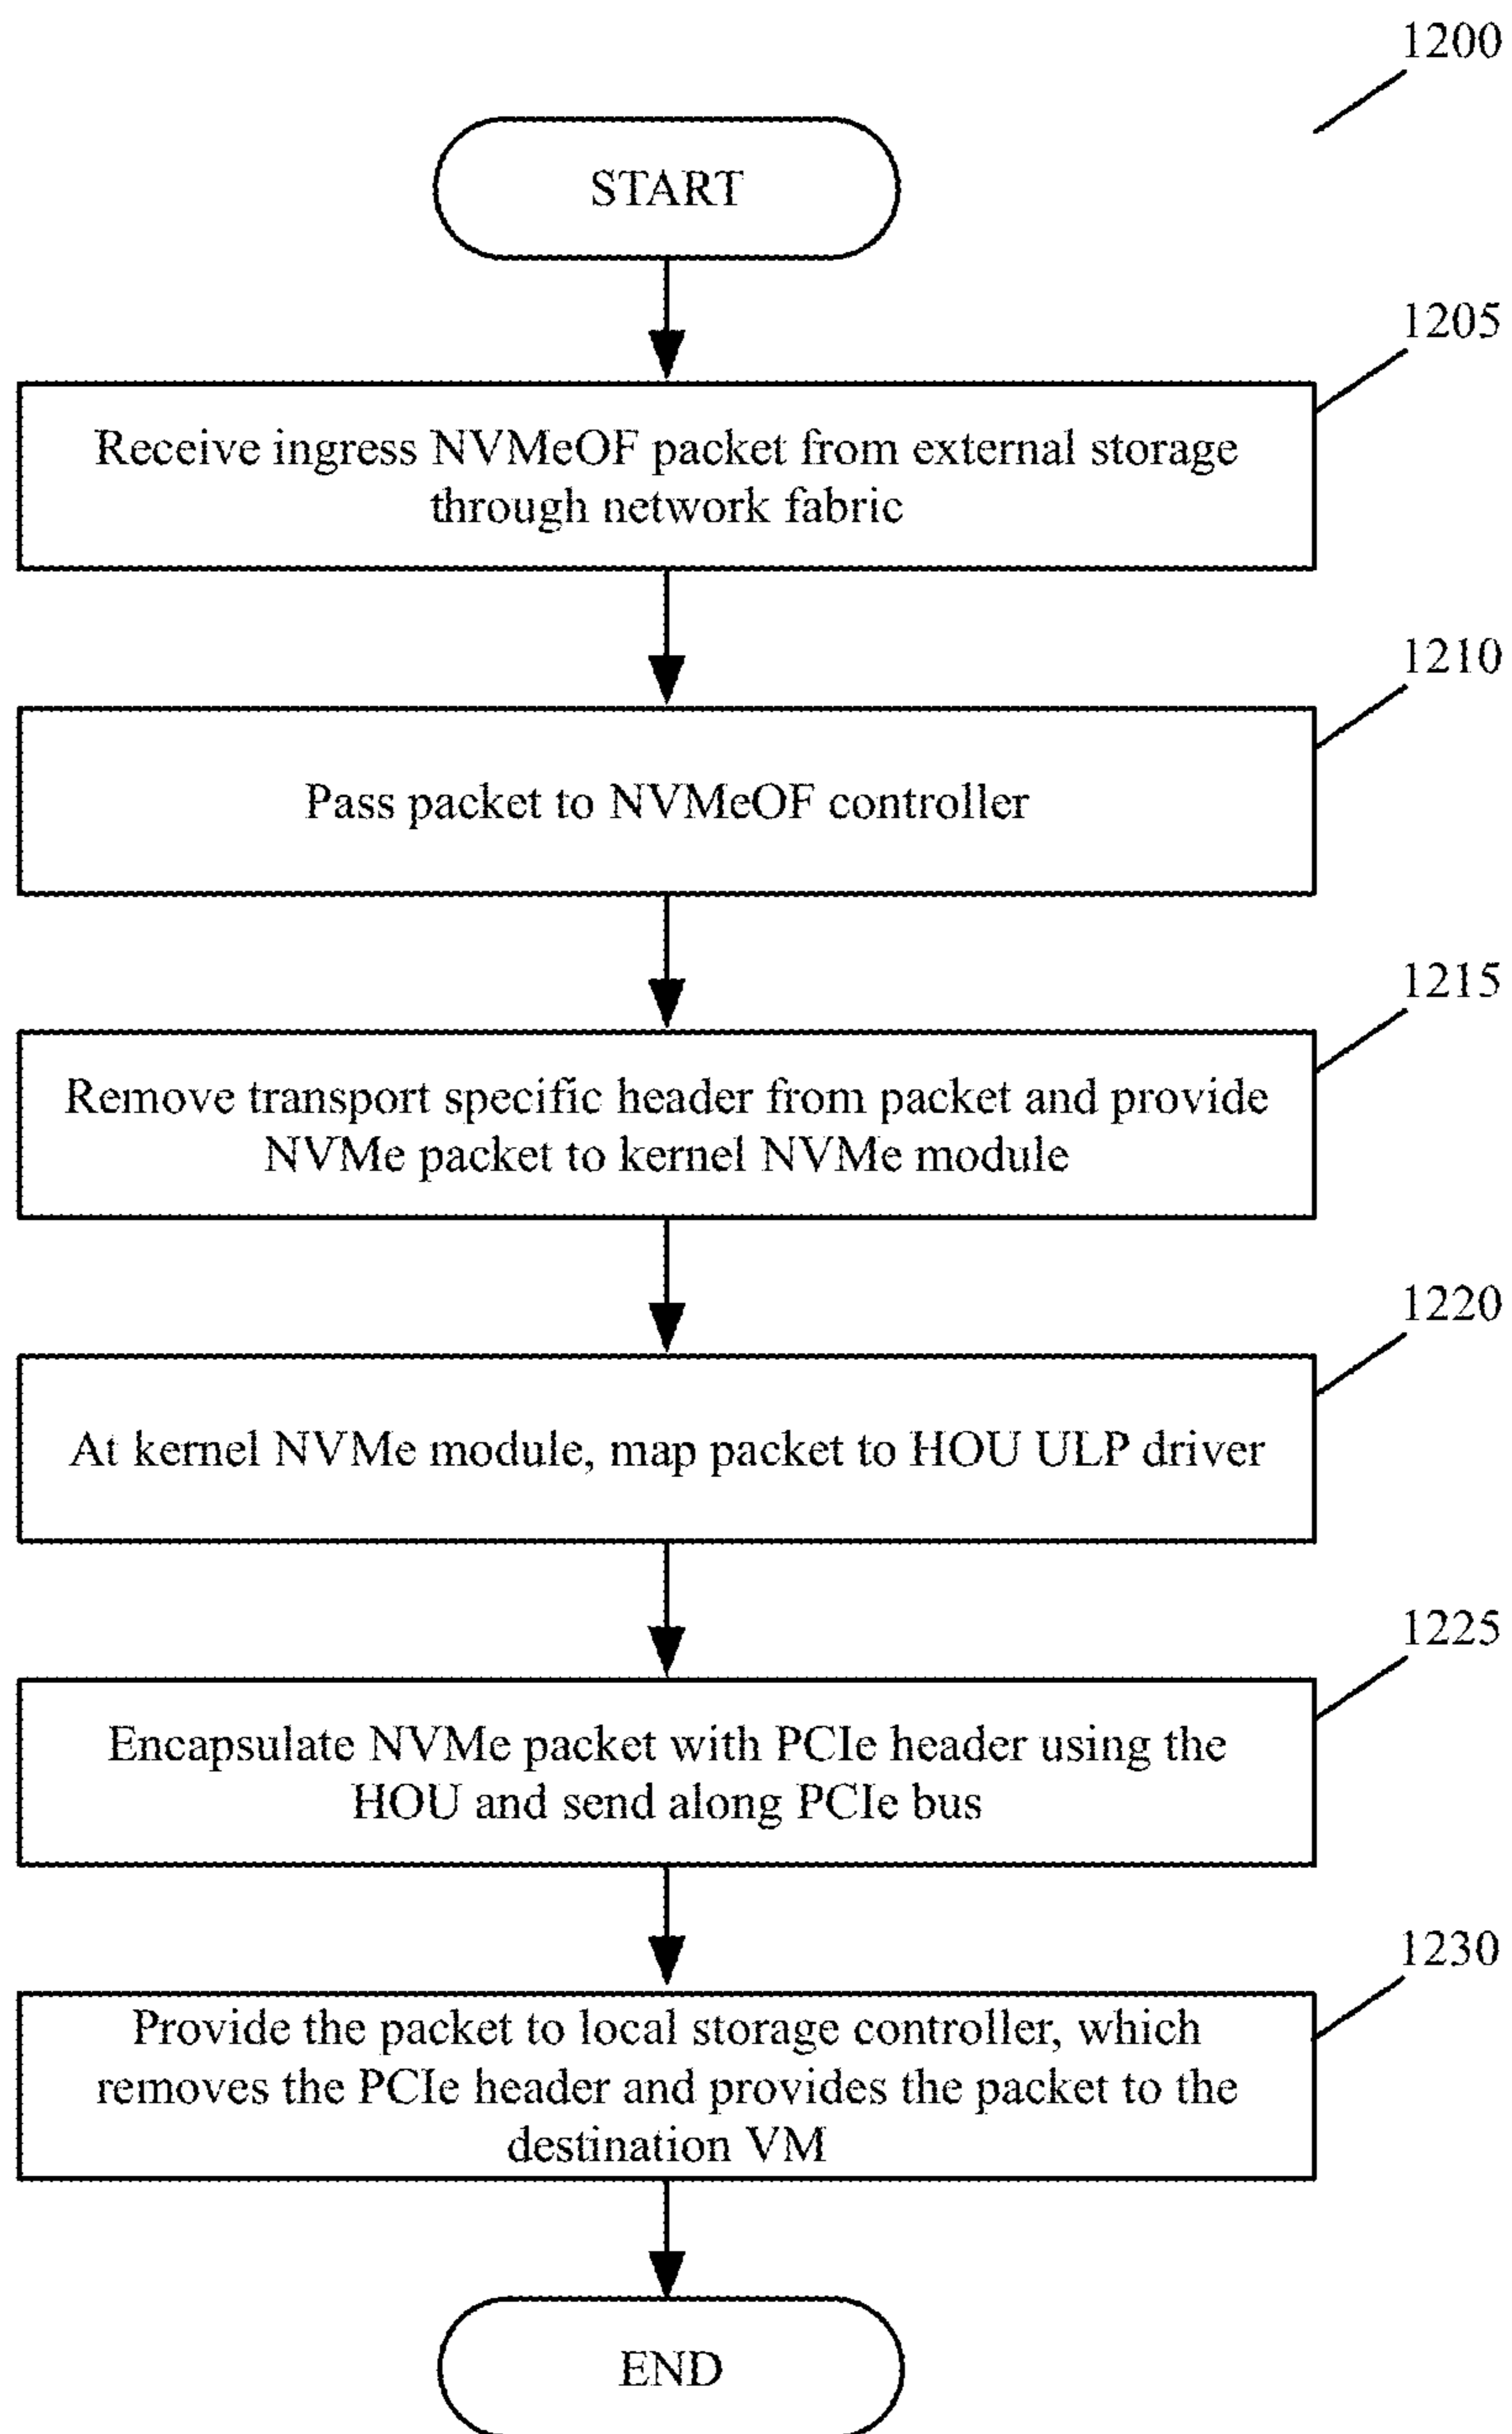 1200
START
1205
Receive ingress NVMeOF packet from external storage
through network fabric
1210
Pass packet to NVMeOF controller
1215
Remove transport specific header from packet and provide
NVMe packet to kernel NVMe module
1220
At kernel NVMe module, map packet to HOU ULP driver
1225
Encapsulate NVMe packet with PCIe header using the
HOU and send along PCIe bus
1230
Provide the packet to local storage controller, which
removes the PCIe header and provides the packet to the
destination VM
END